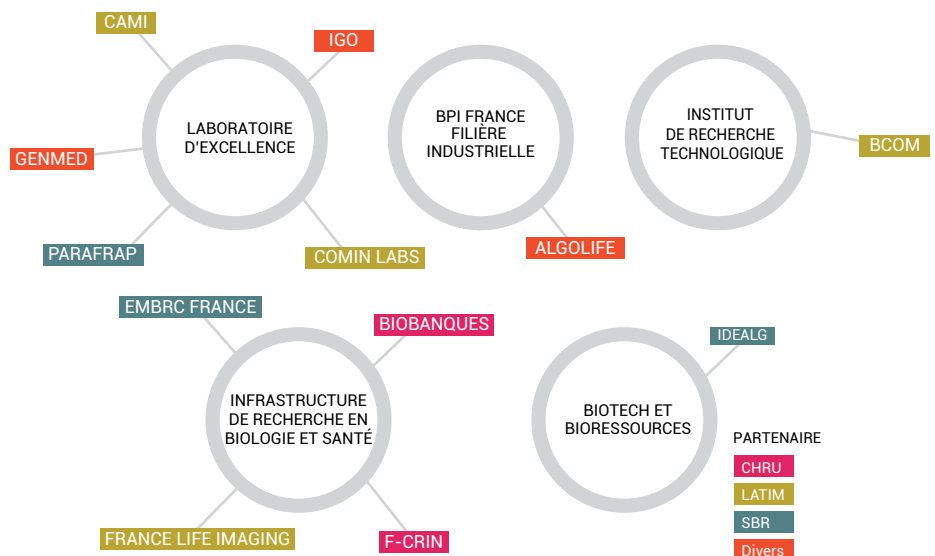 CAMI
IGO
LABORATOIRE
D'EXCELLENCE
GENMED
PARAFRAP
COMIN LABS
BPI FRANCE
FILIÈRE
INDUSTRIELLE
ALGOLIFE
INSTITUT
DE RECHERCHE
TECHNOLOGIQUE
BCOM
EMBRC FRANCE
BIOBANQUES
INFRASTRUCTURE
DE RECHERCHE EN
BIOLOGIE ET SANTÉ
FRANCE LIFE IMAGING
F-CRIN
IDEALG
BIOTECH ET
BIORESSOURCES
PARTENAIRE
CHRU
LATIM
SBR
Divers